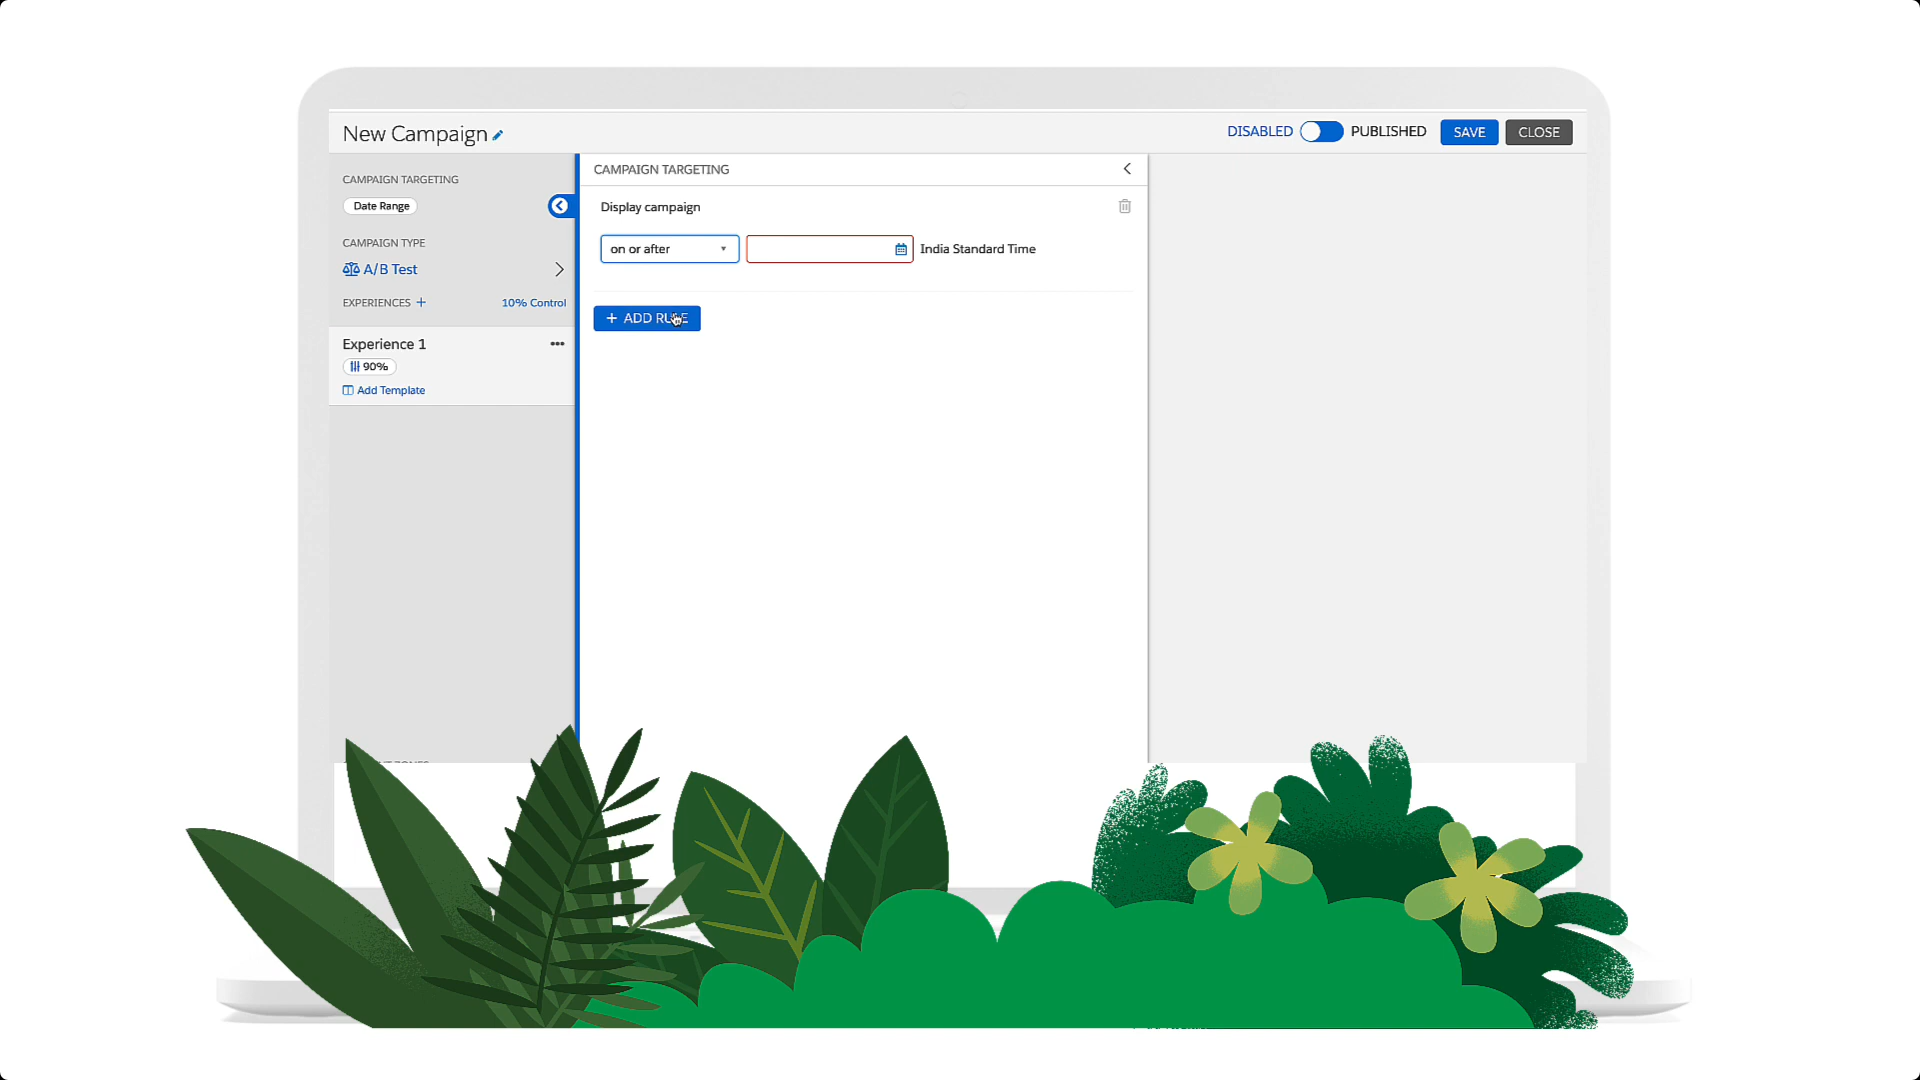 New Campaign
DISABLED PUBLISHED SAVE CLOSE
CAMPAIGN TARGETING
Date Range
CAMPAIGN TYPE
A/B Test
EXPERIENCES + 10% Control
Experience 1
90%
Add Template
CAMPAIGN TARGETING
Display campaign
on or after India Standard Time
+ ADD RULE